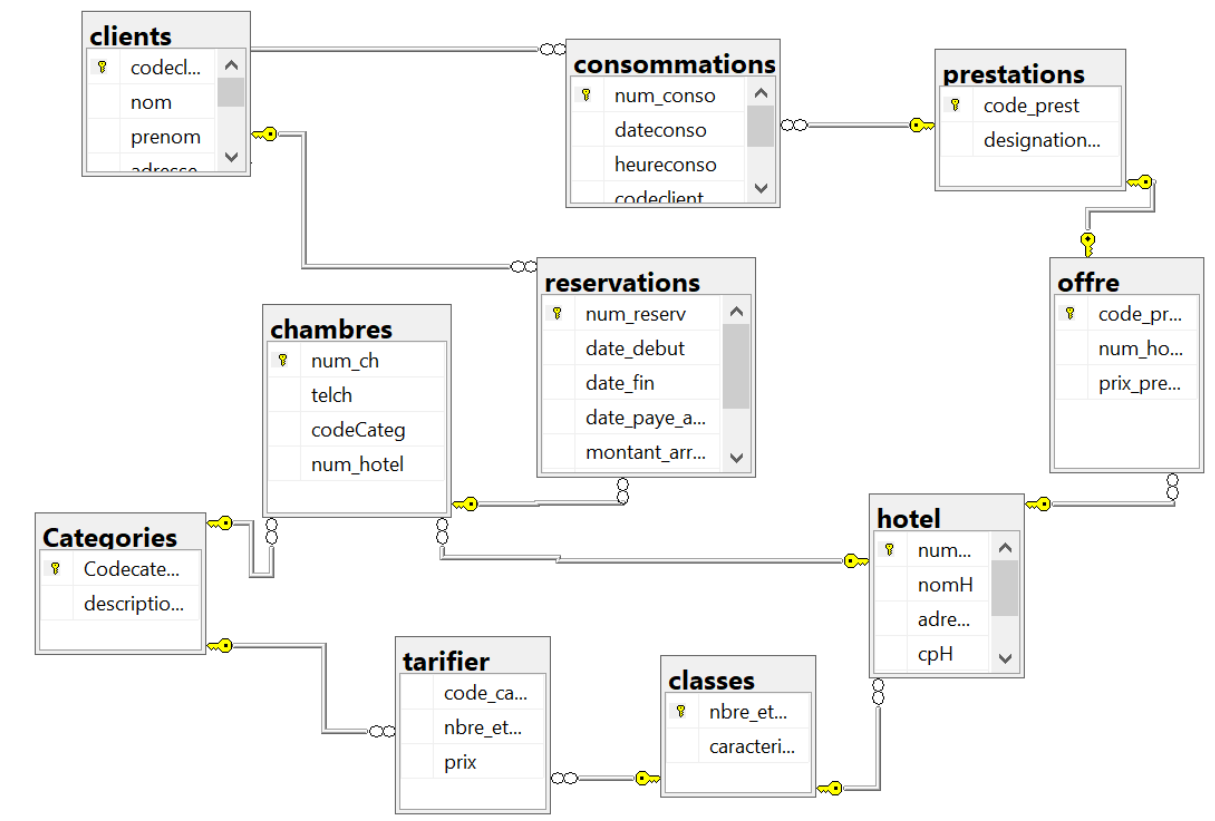 clients
codecl...
nom
prenom
adresse
consommations
num_conso
dateconso
heureconso
codeclient
prestations
code_prest
designation...
reservations
num_reserv
date_debut
date_fin
date_paye_a...
montant_arr...
offre
code_pr...
num_ho...
prix_pre...
chambres
num_ch
telch
codeCateg
num_hotel
hotel
num...
nomH
adre...
cpH
Categories
Codecate...
descriptio...
tarifier
code_ca...
nbre_et...
prix
classes
nbre_et...
caracteri...